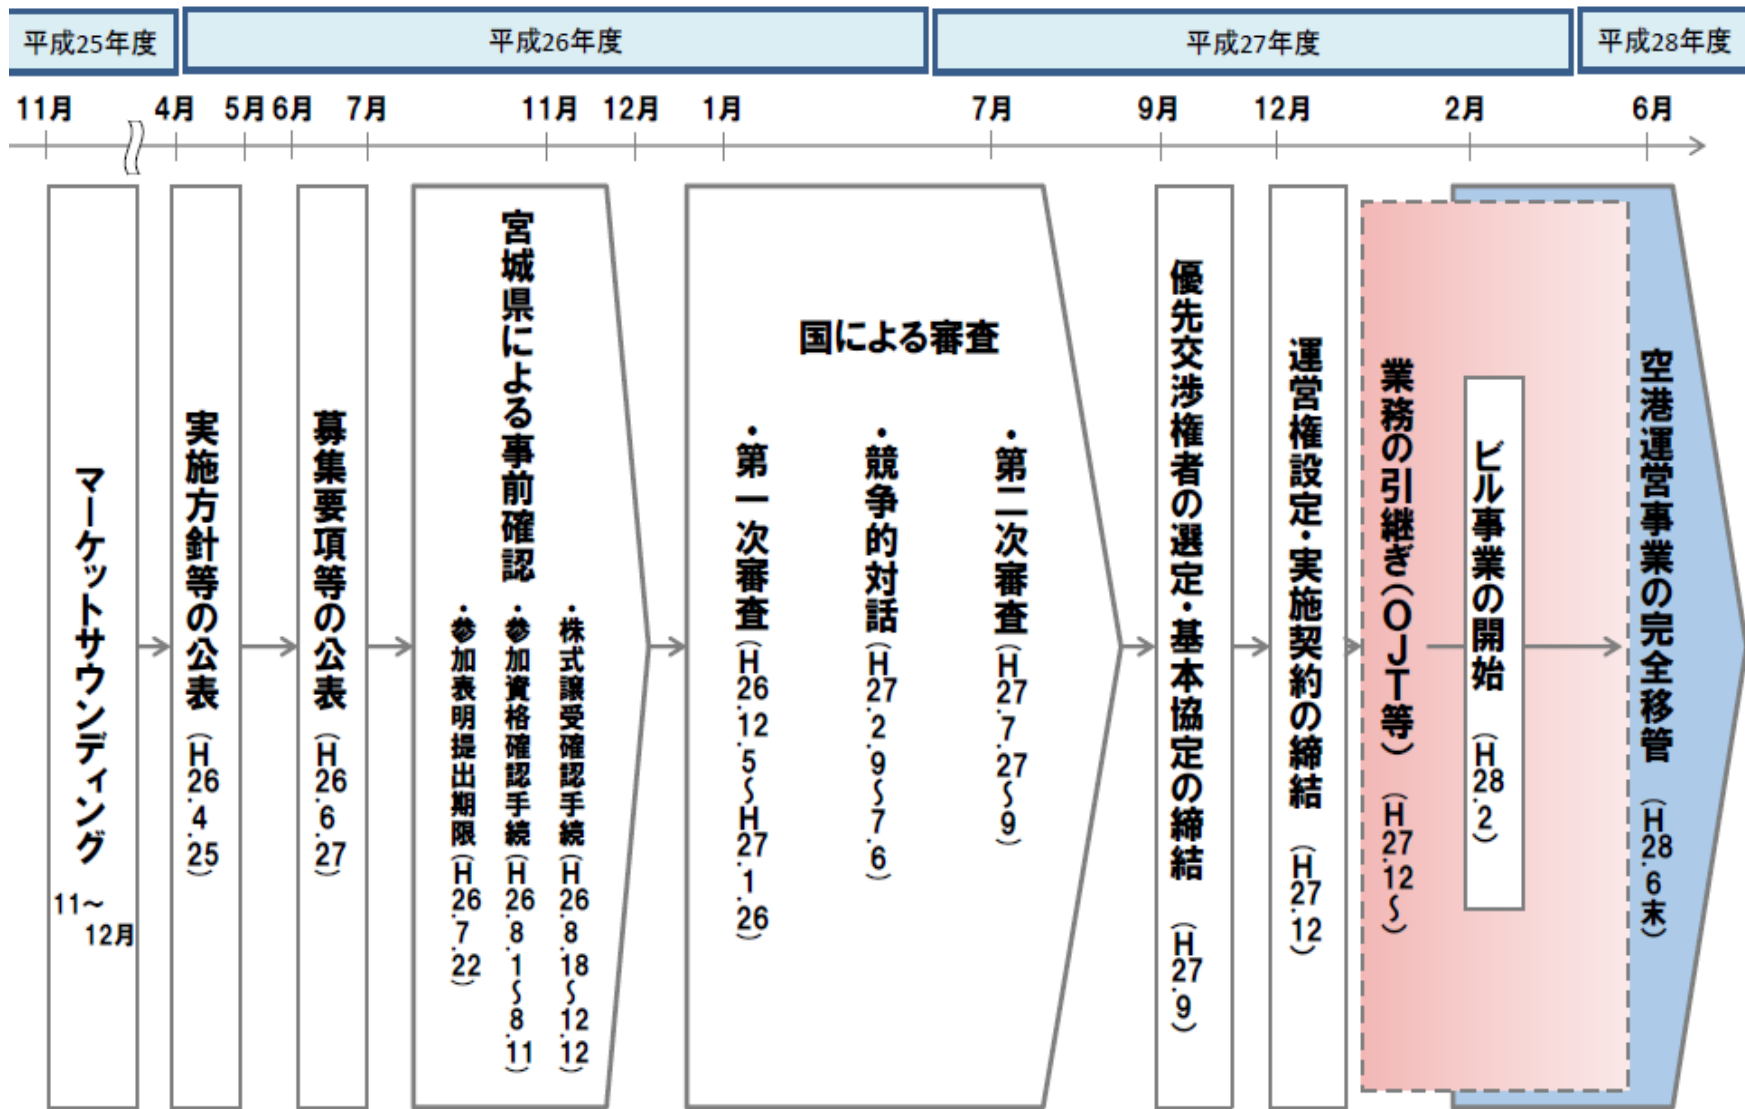 平成25年度
平成26年度
平成27年度
平成28年度
11月
4月
5月
6月
7月
11月
12月
1月
7月
9月
12月
2月
6月
マーケットサウンディング
11～
12月
実施方針等の公表（H26.4.25）
募集要項等の公表（H26.6.27）
宮城県による事前確認
・参加表明提出期限（H26.7.22）
・参加資格確認手続（H26.8.1～8.11）
・株式譲受確認手続（H26.8.18～12.12）
国による審査
・第一次審査（H26.12.5～H27.1.26）
・競争的対話（H27.2.9～7.6）
・第二次審査（H27.7.27～9）
優先交渉権者の選定・基本協定の締結（H27.9）
運営権設定・実施契約の締結（H27.12）
業務の引継ぎ（OJT等）（H27.12～）
ビル事業の開始（H28.2）
空港運営事業の完全移管（H28.6末）